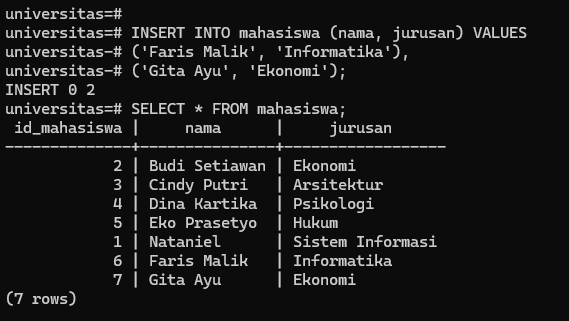 universitas=#
universitas=# INSERT INTO mahasiswa (nama, jurusan) VALUES
universitas-# ('Faris Malik', 'Informatika'),
universitas-# ('Gita Ayu', 'Ekonomi');
INSERT 0 2
universitas=# SELECT * FROM mahasiswa;
 id_mahasiswa |     nama      |     jurusan
--------------+---------------+------------------
            2 | Budi Setiawan | Ekonomi
            3 | Cindy Putri   | Arsitektur
            4 | Dina Kartika  | Psikologi
            5 | Eko Prasetyo  | Hukum
            1 | Nataniel      | Sistem Informasi
            6 | Faris Malik   | Informatika
            7 | Gita Ayu      | Ekonomi
(7 rows)